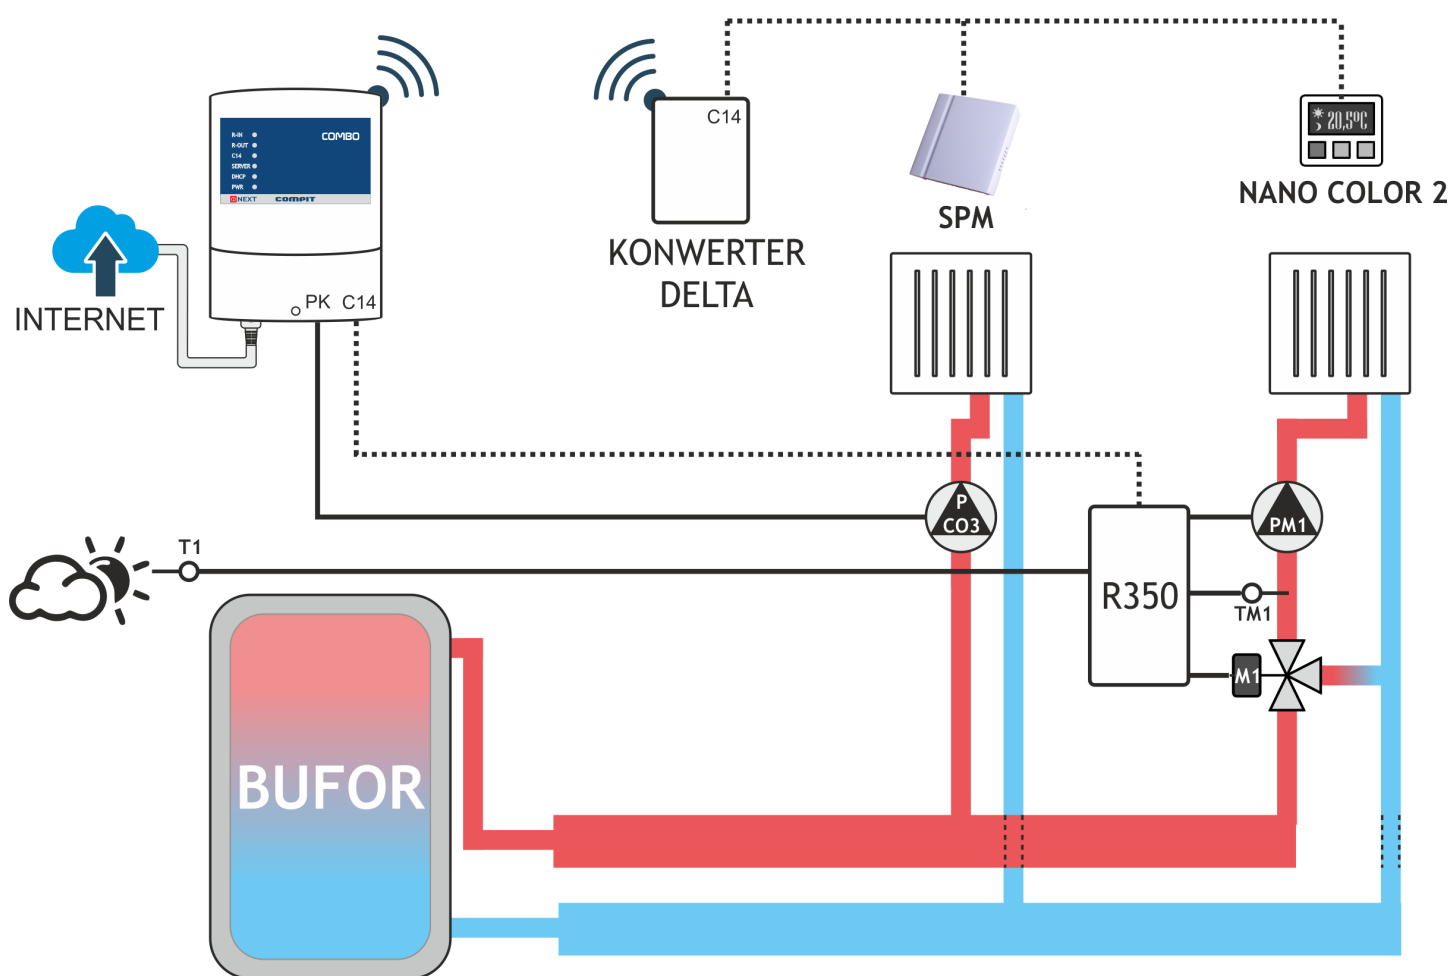 C14
20,5ºC
NANO COLOR 2
SPM
KONWERTER
DELTA
R-IN
R-OUT
C14
SERVER
DHCP
PWR
COMBO
NEXT
COMPIT
PK C14
INTERNET
P
CO3
PM1
T1
R350
TM1
M1
BUFOR